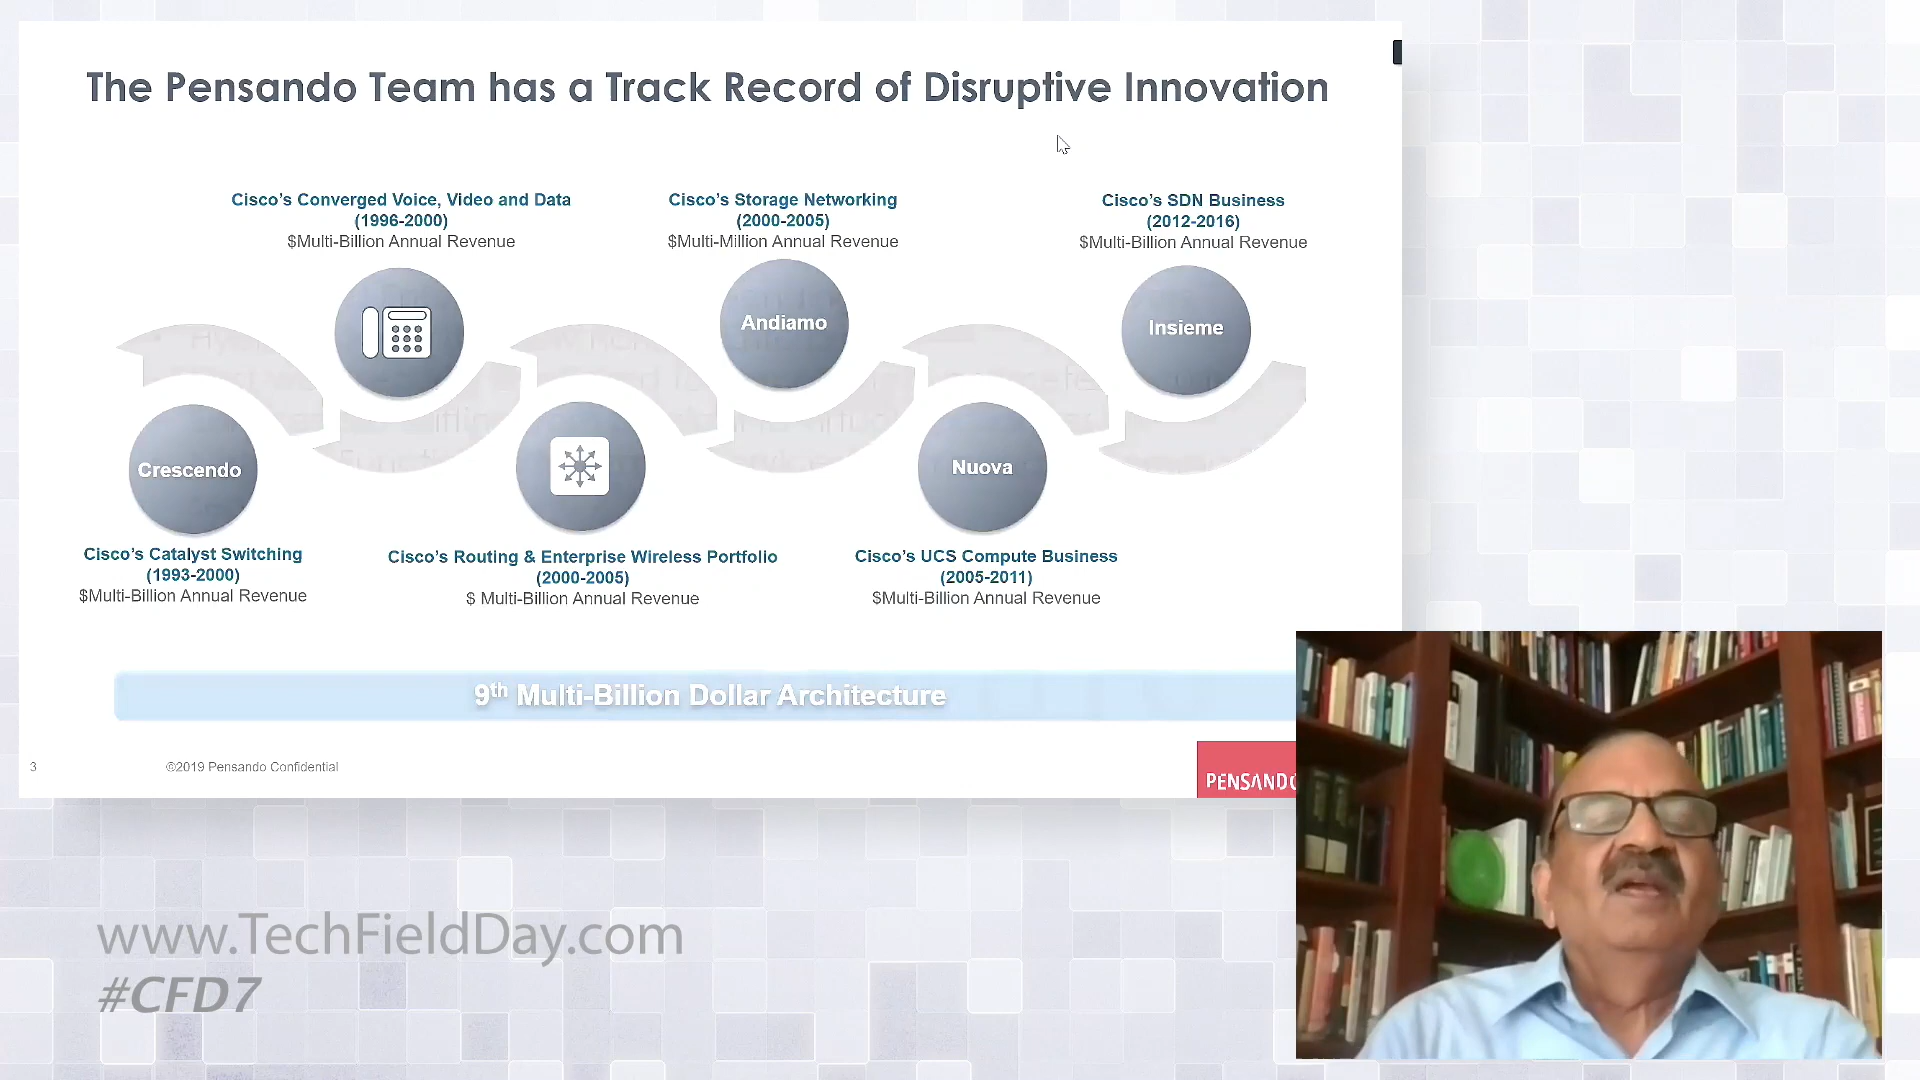 The Pensando Team has a Track Record of Disruptive Innovation
Cisco's Converged Voice, Video and Data
(1996-2000)
$Multi-Billion Annual Revenue
Cisco's Storage Networking
(2000-2005)
$Multi-Million Annual Revenue
Cisco's SDN Business
(2012-2016)
$Multi-Billion Annual Revenue
Andiamo
Insieme
Crescendo
Nuova
Cisco's Catalyst Switching
(1993-2000)
$Multi-Billion Annual Revenue
Cisco's Routing & Enterprise Wireless Portfolio
(2000-2005)
$ Multi-Billion Annual Revenue
Cisco's UCS Compute Business
(2005-2011)
$Multi-Billion Annual Revenue
9th Multi-Billion Dollar Architecture
3
©2019 Pensando Confidential
PENSANDO
www.TechFieldDay.com
#CFD7